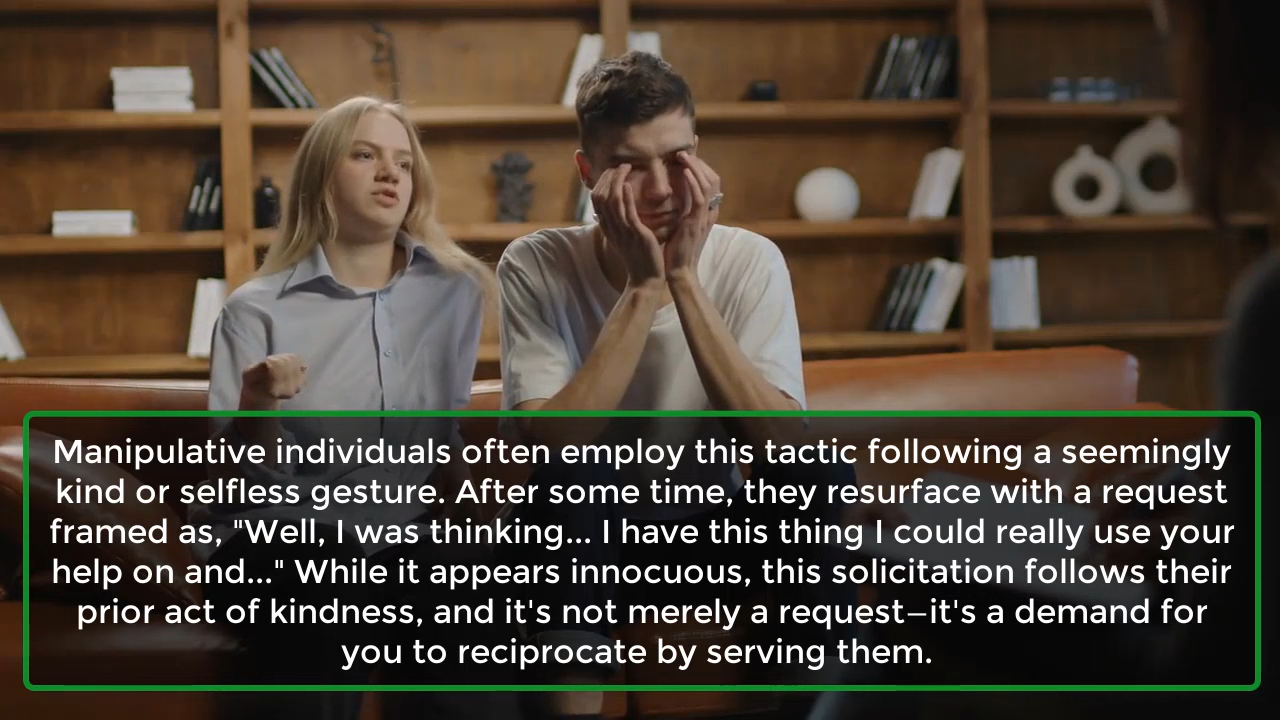 Manipulative individuals often employ this tactic following a seemingly
kind or selfless gesture. After some time, they resurface with a request
framed as, "Well, I was thinking... I have this thing I could really use your
help on and..." While it appears innocuous, this solicitation follows their
prior act of kindness, and it's not merely a request—it's a demand for
you to reciprocate by serving them.